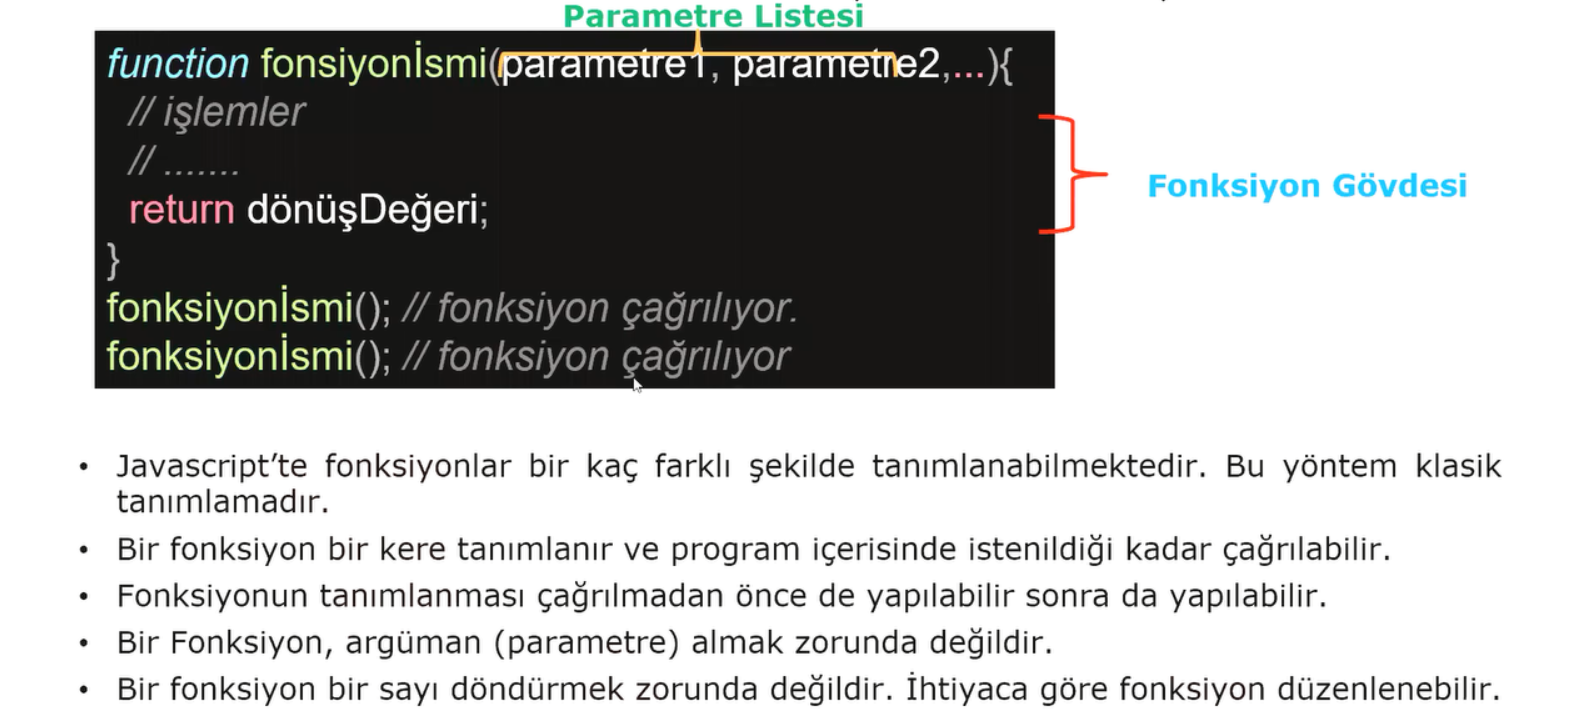 Parametre Listesi
function fonsiyonİsmi(parametre1, parametre2,...){
// işlemler
// .......
return dönüşDeğeri;
Fonksiyon Gövdesi
}
fonksiyonİsmi(); // fonksiyon çağrılıyor.
fonksiyonİsmi(); // fonksiyon çağrılıyor
• Javascript’te fonksiyonlar bir kaç farklı şekilde tanımlanabilmektedir. Bu yöntem klasik
tanımlamadır.
• Bir fonksiyon bir kere tanımlanır ve program içerisinde istenildiği kadar çağrılabilir.
• Fonksiyonun tanımlanması çağrılmadan önce de yapılabilir sonra da yapılabilir.
• Bir Fonksiyon, argüman (parametre) almak zorunda değildir.
• Bir fonksiyon bir sayı döndürmek zorunda değildir. İhtiyaca göre fonksiyon düzenlenebilir.